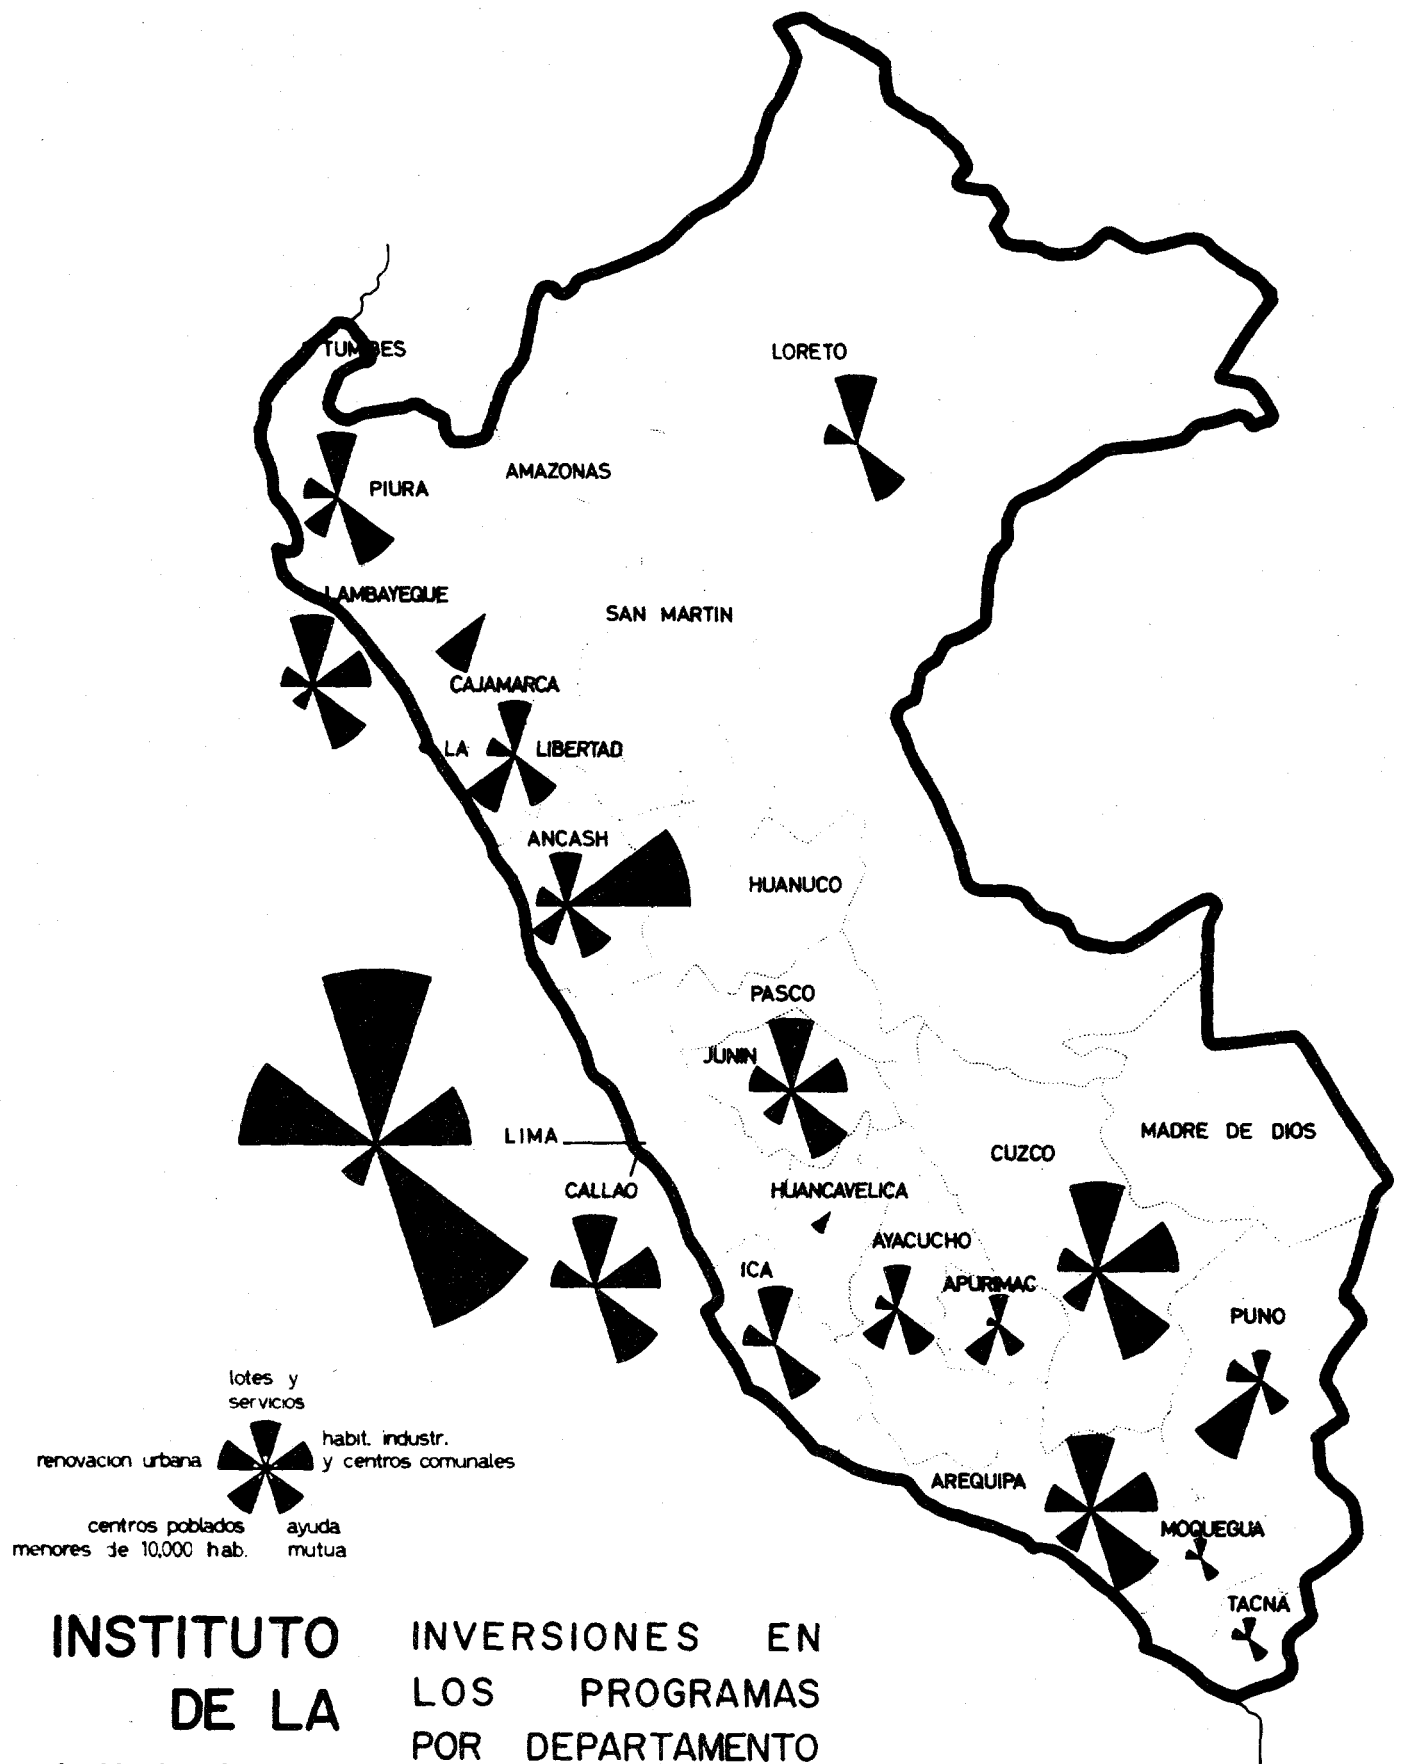 TUMBES
LORETO
AMAZONAS
PIURA
LAMBAYEQUE
SAN MARTIN
CAJAMARCA
LA LIBERTAD
ANCASH
HUANUCO
PASCO
JUNIN
LIMA
MADRE DE DIOS
CUZCO
CALLAO
HUANCAVELICA
AYACUCHO
ICA
APURIMAC
PUNO
lotes y
servicios
habit. industr.
renovacion urbana
y centros comunales
AREQUIPA
centros poblados
menores de 10,000 hab.
ayuda
mutua
MOQUEGUA
TACNA
INSTITUTO
DE LA
INVERSIONES EN
LOS PROGRAMAS
POR DEPARTAMENTO